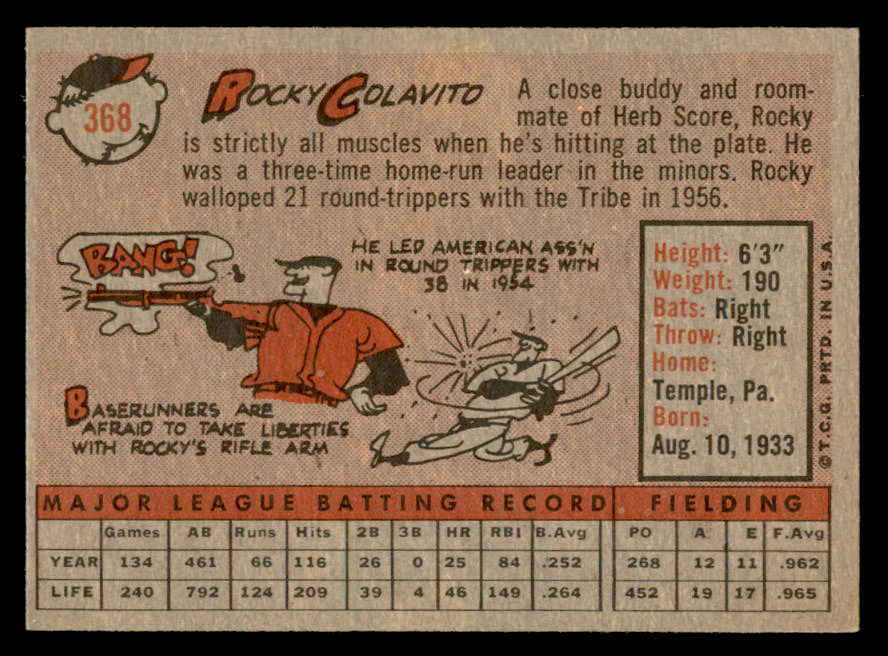 368
ROCKY COLAVITO
A close buddy and room-
mate of Herb Score, Rocky
is strictly all muscles when he's hitting at the plate. He
was a three-time home-run leader in the minors. Rocky
walloped 21 round-trippers with the Tribe in 1956.
BANG!
HE LED AMERICAN ASS'N
IN ROUND TRIPPERS WITH
38 IN 1954
BASERUNNERS ARE
AFRAID TO TAKE LIBERTIES
WITH ROCKY'S RIFLE ARM
Height: 6'3"
Weight: 190
Bats: Right
Throw: Right
Home:
Temple, Pa.
Born:
Aug. 10, 1933
© T.C.G. PRTD. IN U.S.A.
MAJOR LEAGUE BATTING RECORD FIELDING
Games AB Runs Hits 2B 3B HR RBI B.Avg PO A E F.Avg
YEAR 134 461 66 116 26 0 25 84 .252 268 12 11 .962
LIFE 240 792 124 209 39 4 46 149 .264 452 19 17 .965